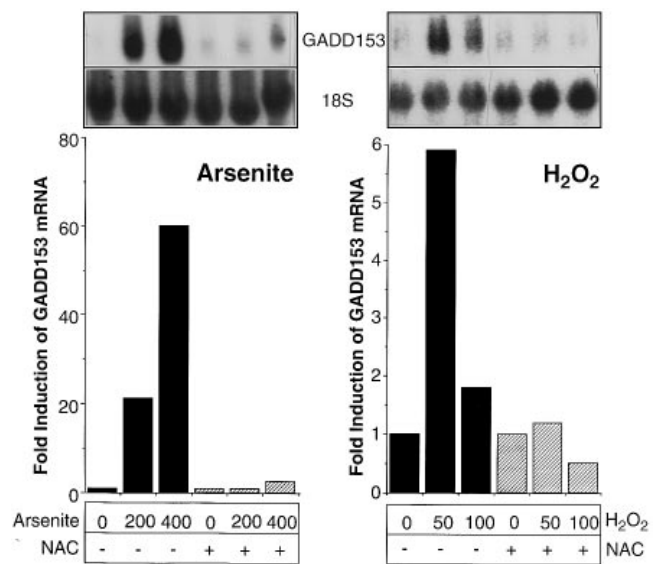 GADD153
18S
Arsenite
H2O2
Fold Induction of GADD153 mRNA
80
60
40
20
0
Fold Induction of GADD153 mRNA
6
5
4
3
2
1
0
Arsenite 0 200 400 0 200 400
NAC - - - + + +
0 50 100 0 50 100 H2O2
- - - + + + NAC